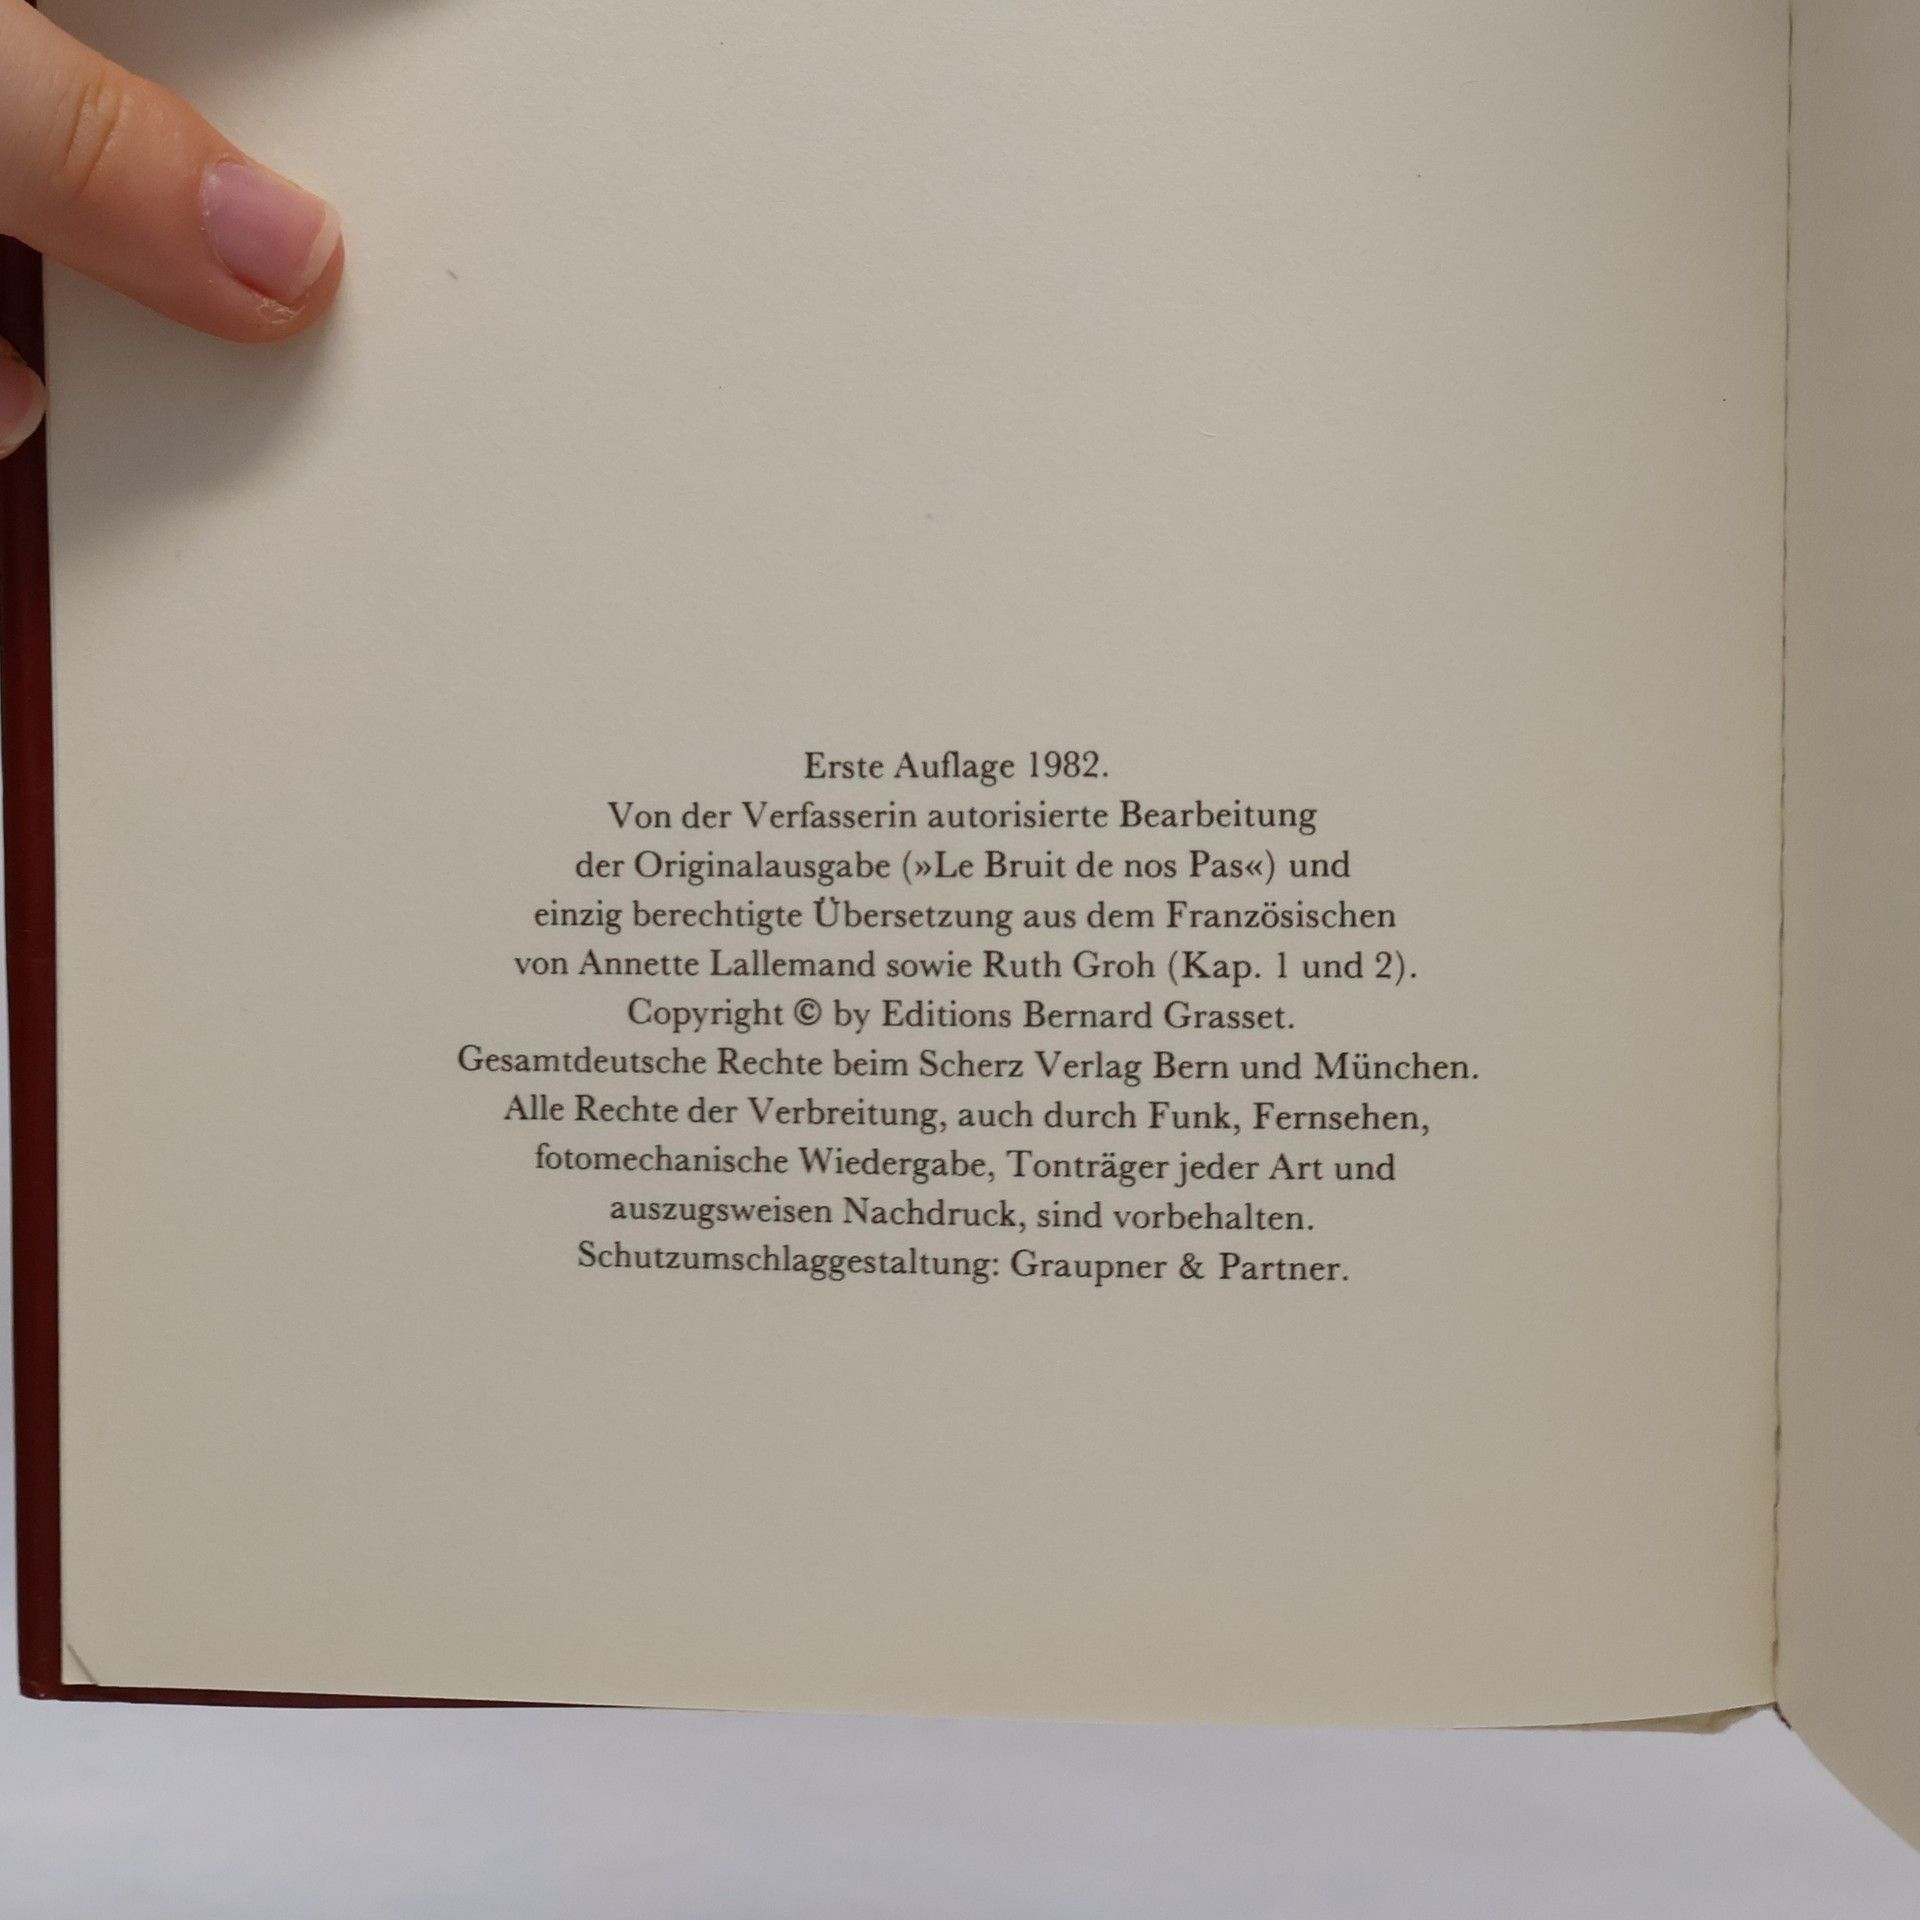 Erste Auflage 1982.
Von der Verfasserin autorisierte Bearbeitung
der Originalausgabe (»Le Bruit de nos Pas«) und
einzig berechtigte Übersetzung aus dem Französischen
von Annette Lallemand sowie Ruth Groh (Kap. 1 und 2).
Copyright © by Editions Bernard Grasset.
Gesamtdeutsche Rechte beim Scherz Verlag Bern und München.
Alle Rechte der Verbreitung, auch durch Funk, Fernsehen,
fotomechanische Wiedergabe, Tonträger jeder Art und
auszugsweisen Nachdruck, sind vorbehalten.
Schutzumschlaggestaltung: Graupner & Partner.